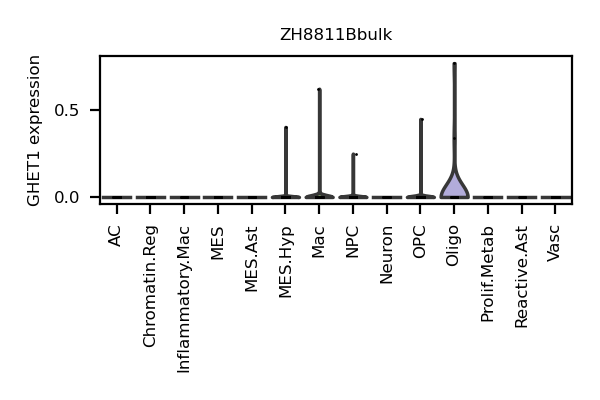 ZH8811Bbulk
GHET1 expression
0.5
0.0
AC
Chromatin.Reg
Inflammatory.Mac
MES
MES.Ast
MES.Hyp
Mac
NPC
Neuron
OPC
Oligo
Prolif.Metab
Reactive.Ast
Vasc